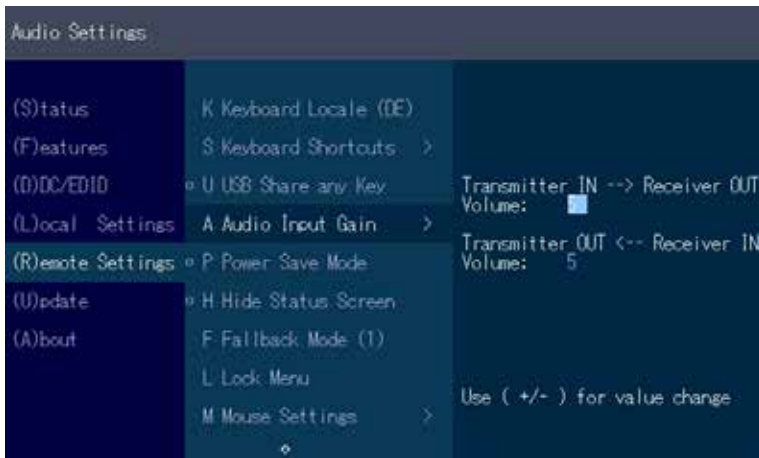 Audio Settings
(S)tatus
(F)eatures
(D)DC/EDID
(L)ocal Settings
(R)emote Settings
(U)pdate
(A)bout
K Keyboard Locale (DE)
S Keyboard Shortcuts >
U USB Share any Key
A Audio Input Gain >
P Power Save Mode
H Hide Status Screen
F Fallback Mode (1)
L Lock Menu
M Mouse Settings >
Transmitter IN --> Receiver OUT
Volume:
Transmitter OUT <-- Receiver IN
Volume: 5
Use ( +/- ) for value change